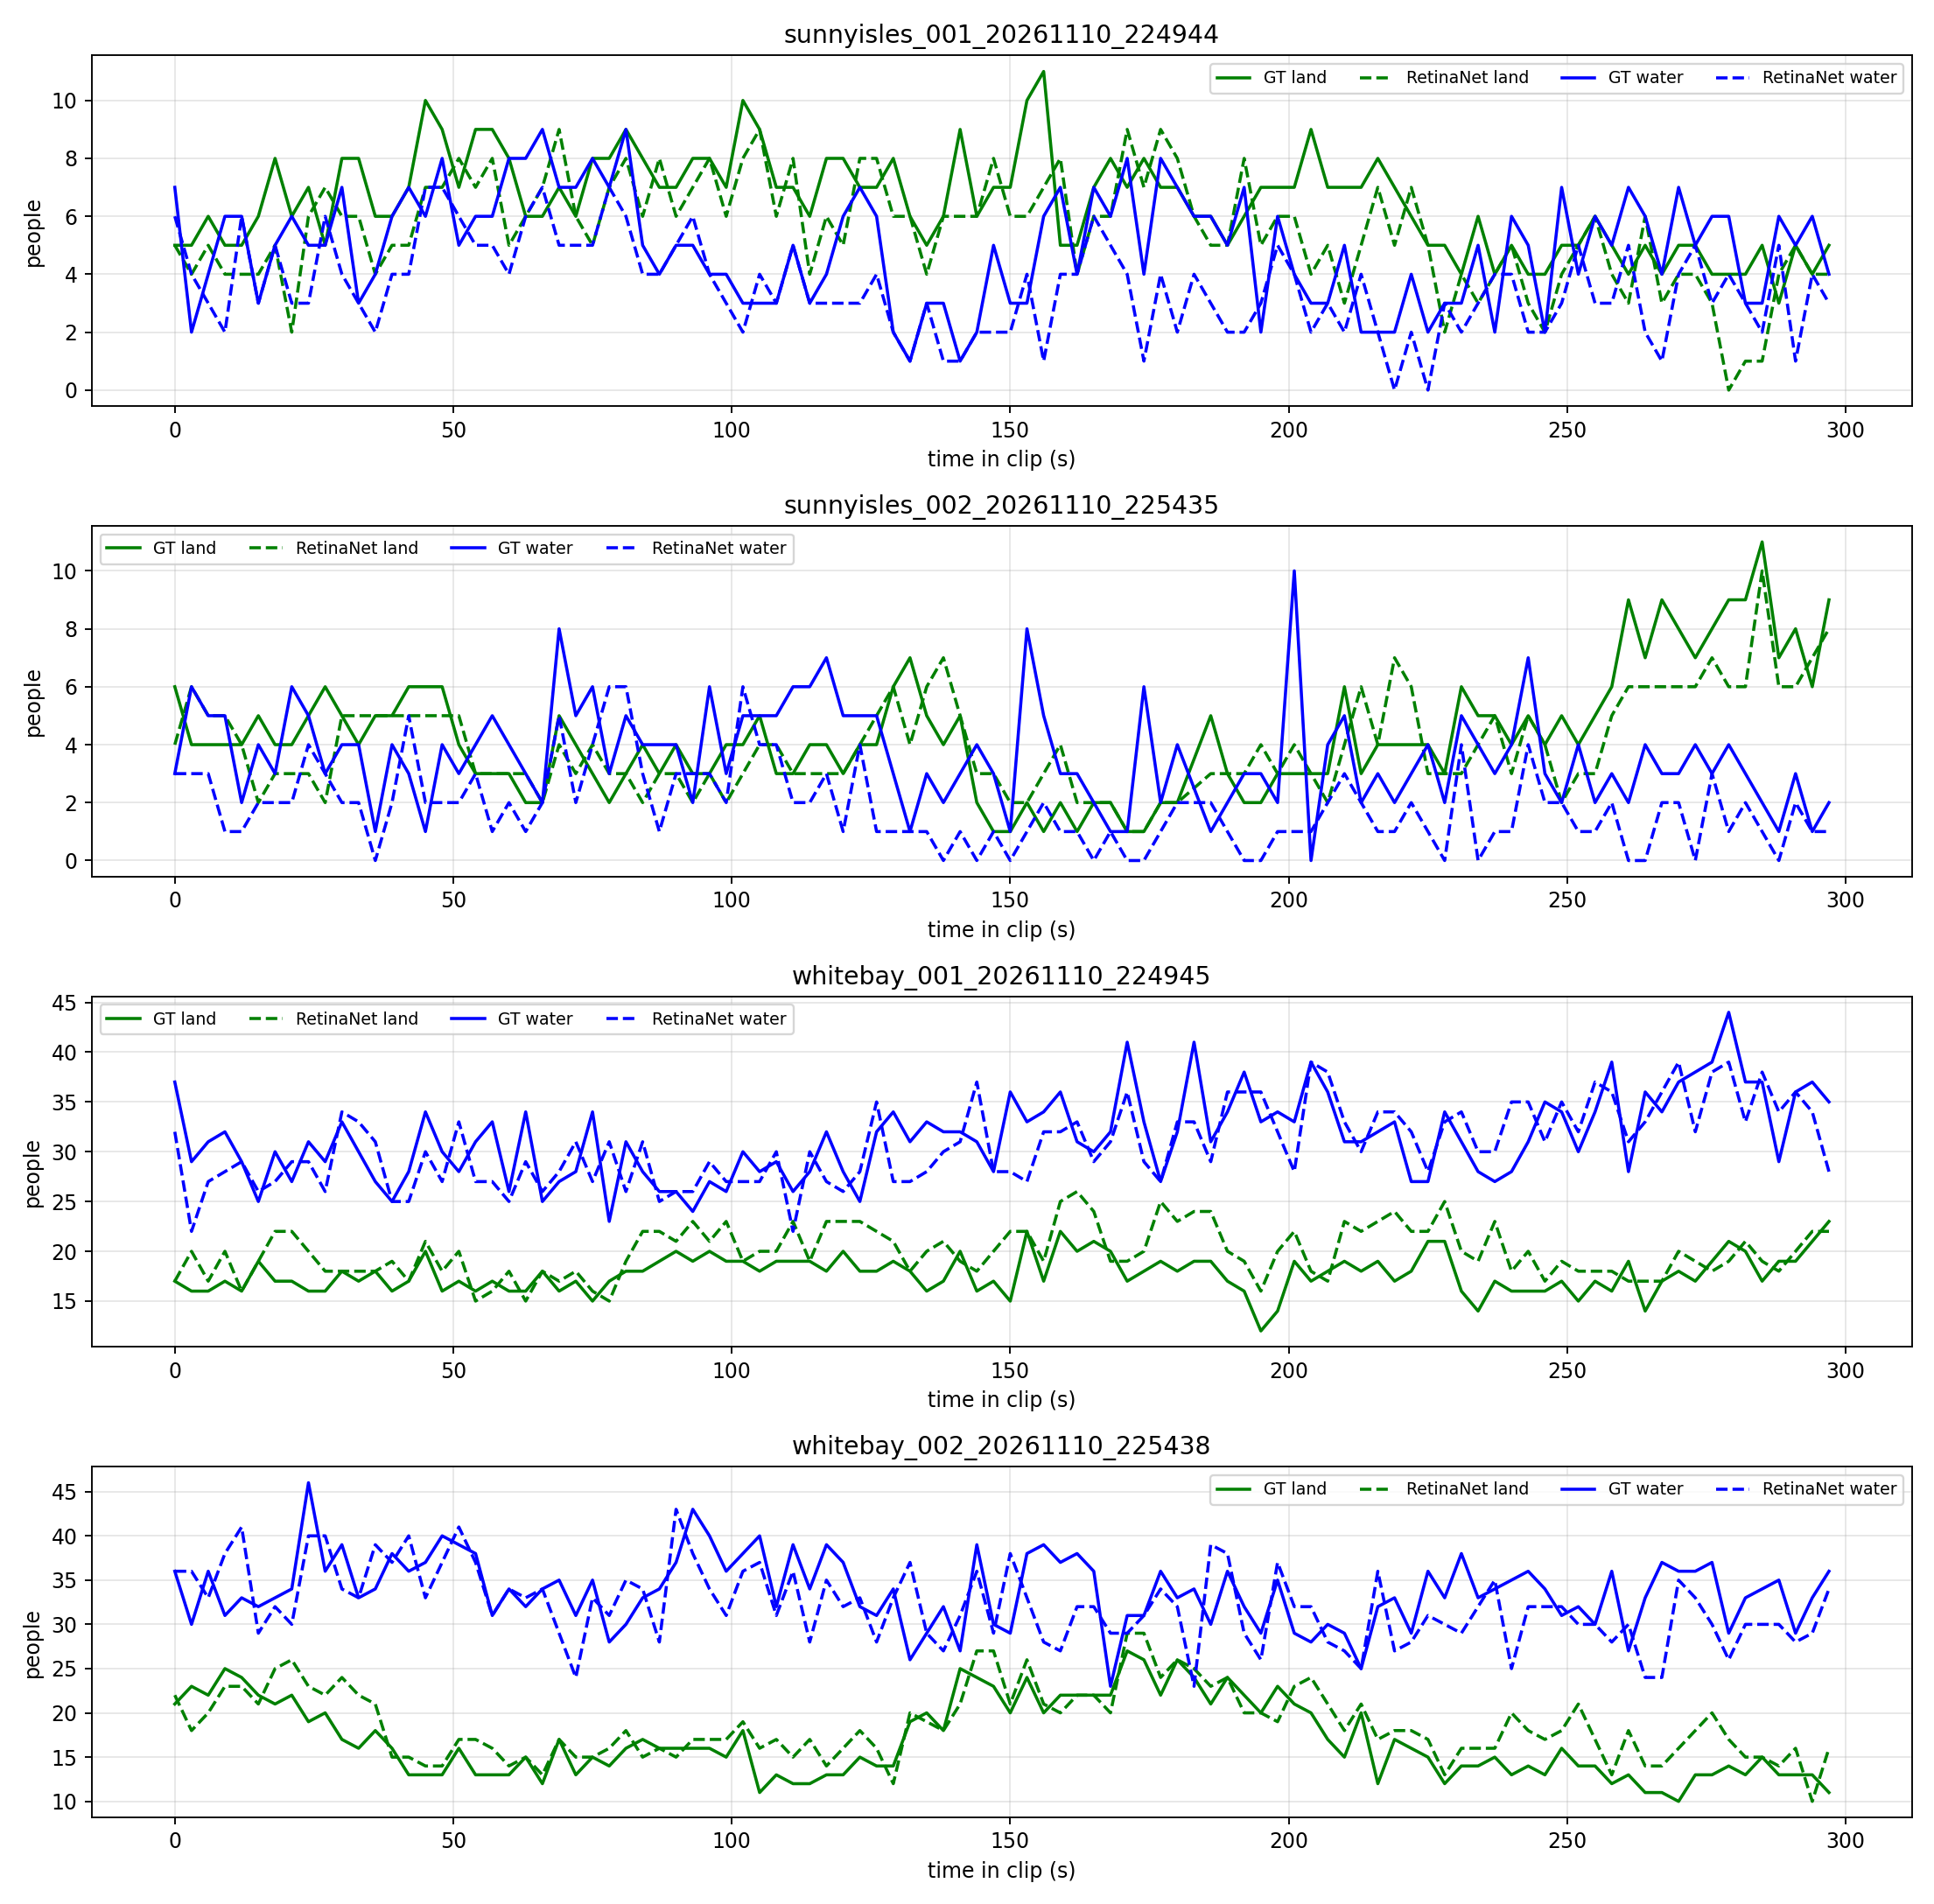 sunnyisles_001_20261110_224944
GT land RetinaNet land GT water RetinaNet water
10
8
6
4
2
0
people
0 50 100 150 200 250 300
time in clip (s)
sunnyisles_002_20261110_225435
GT land RetinaNet land GT water RetinaNet water
10
8
6
4
2
0
people
0 50 100 150 200 250 300
time in clip (s)
whitebay_001_20261110_224945
GT land RetinaNet land GT water RetinaNet water
45
40
35
30
25
20
15
people
0 50 100 150 200 250 300
time in clip (s)
whitebay_002_20261110_225438
GT land RetinaNet land GT water RetinaNet water
45
40
35
30
25
20
15
10
people
0 50 100 150 200 250 300
time in clip (s)